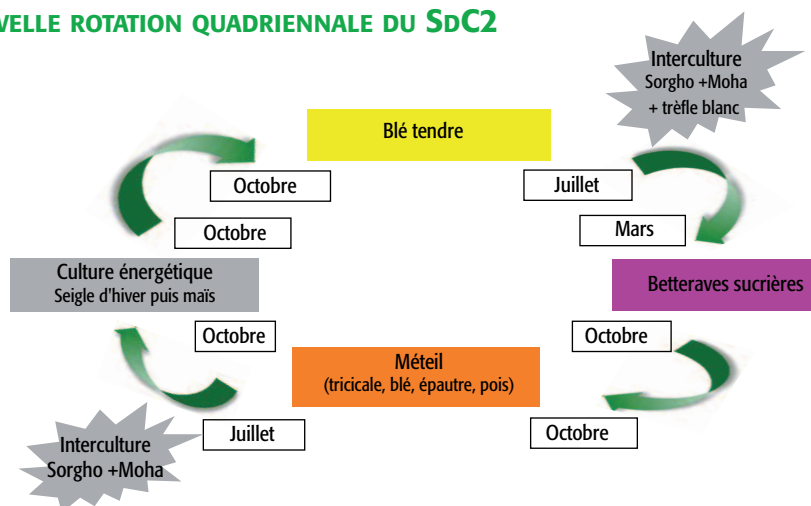 VELLE ROTATION QUADRIENNALE DU SDC2
Interculture
Sorgho +Moha
+ trèfle blanc
Blé tendre
Octobre
Juillet
Octobre
Mars
Culture énergétique
Seigle d'hiver puis maïs
Betteraves sucrières
Octobre
Octobre
Méteil
(tricicale, blé, épautre, pois)
Juillet
Octobre
Interculture
Sorgho +Moha